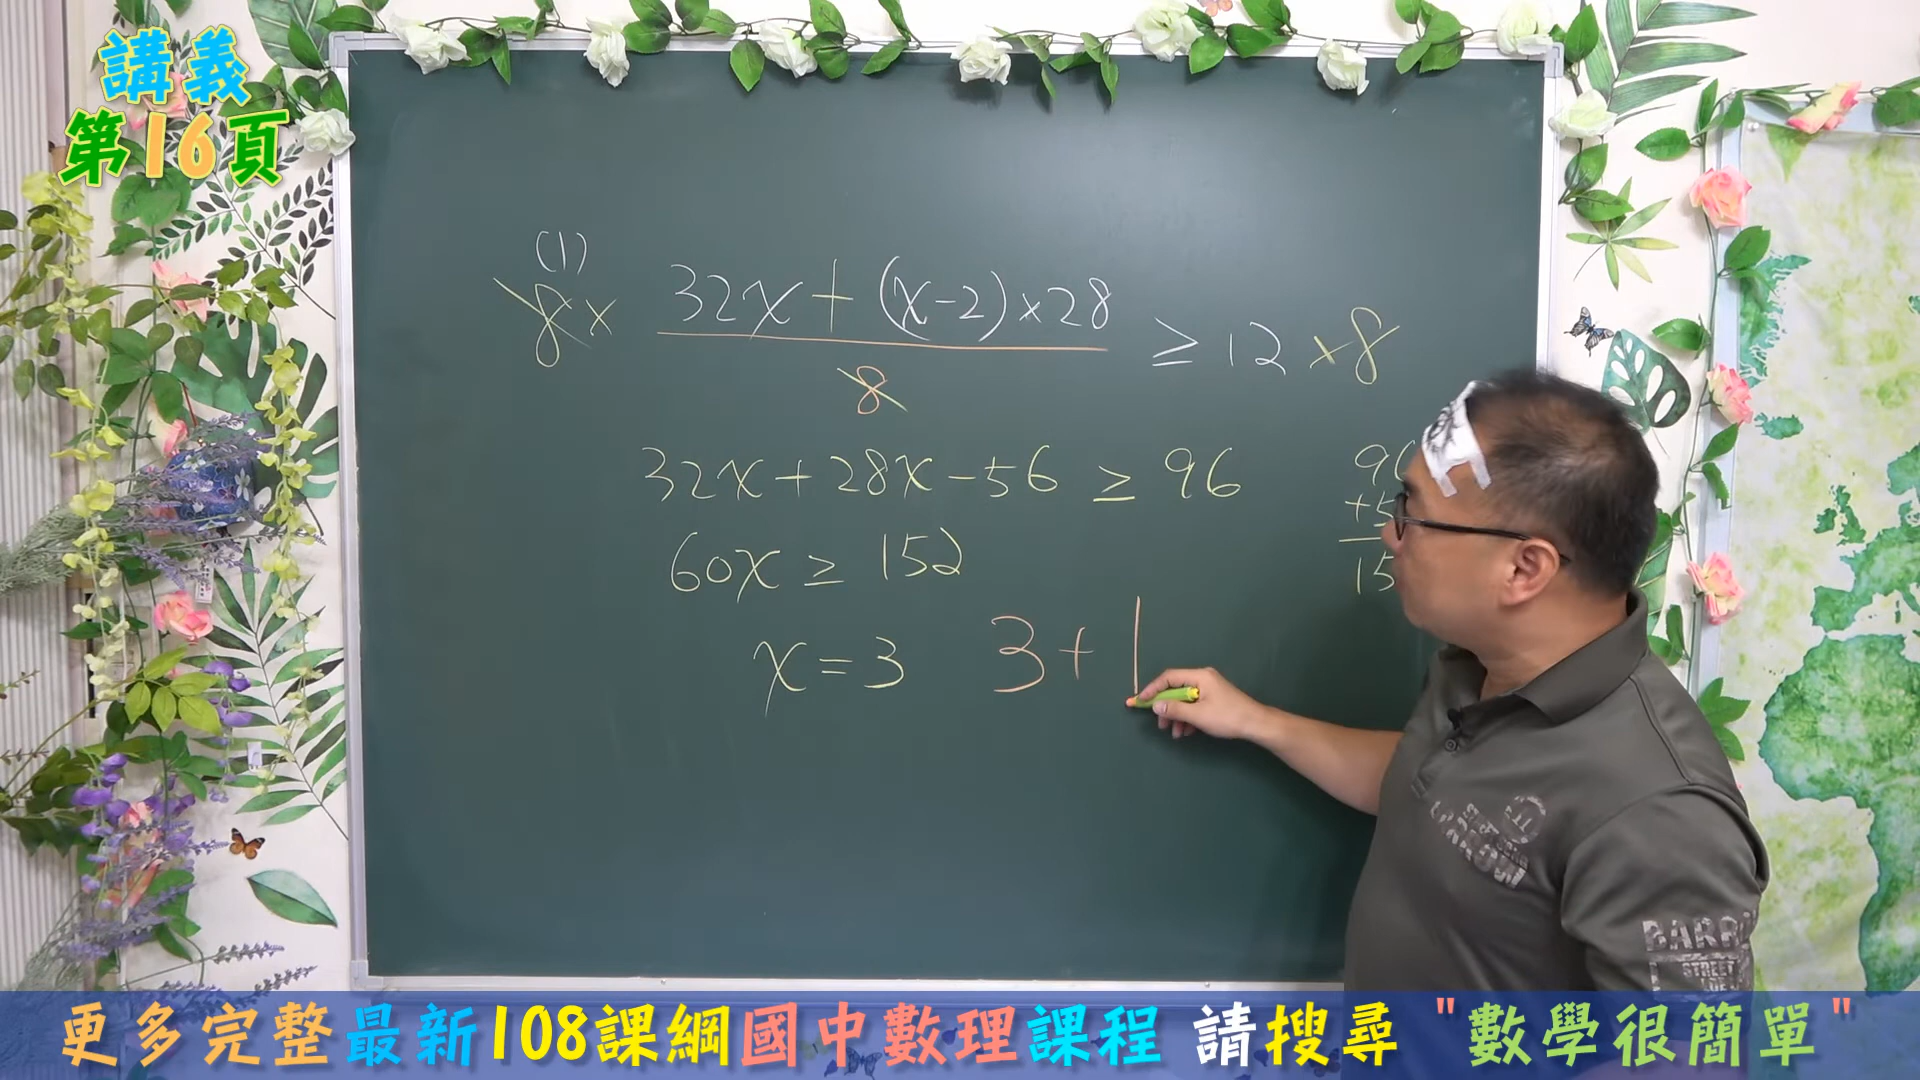 講義
第16頁
(1)
8× 32x+(x-2)×28 ≥ 12 ×8
8
32x+28x-56 ≥ 96
60x ≥ 152
x=3 3+1
BARR
STREET
更多完整最新108課綱國中數理課程 請搜尋 "數學很簡單"